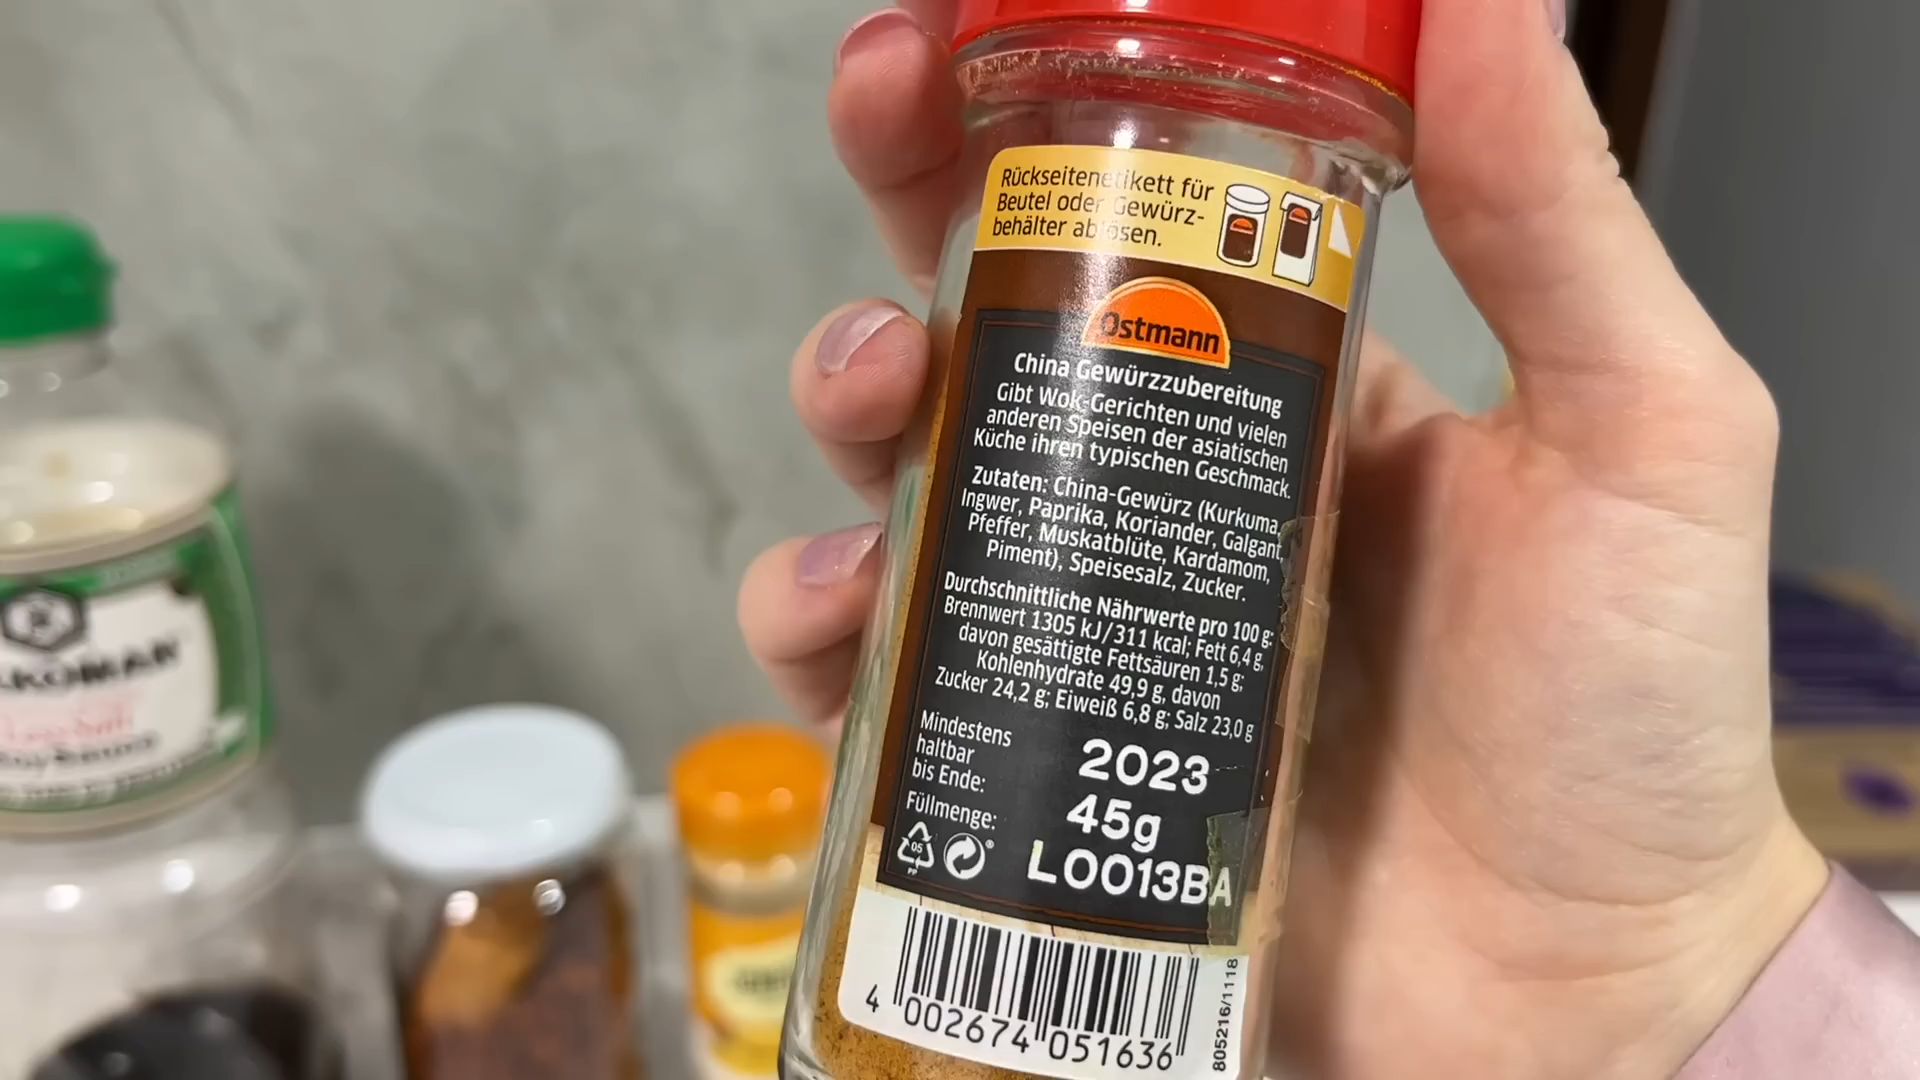 Rückseitenetikett für
Beutel oder Gewürz-
behälter ablösen.
Ostmann
China Gewürzzubereitung
Gibt Wok-Gerichten und vielen
anderen Speisen der asiatischen
Küche ihren typischen Geschmack.
Zutaten: China-Gewürz (Kurkuma,
Ingwer, Paprika, Koriander, Galgant,
Pfeffer, Muskatblüte, Kardamom,
Piment), Speisesalz, Zucker.
Durchschnittliche Nährwerte pro 100 g:
Brennwert 1305 kJ/311 kcal; Fett 6,4 g,
davon gesättigte Fettsäuren 1,5 g;
Kohlenhydrate 49,9 g, davon
Zucker 24,2 g; Eiweiß 6,8 g; Salz 23,0 g
Mindestens
haltbar
bis Ende: 2023
Füllmenge: 45g
L0013BA
05
PP
4 002674 051636
805216/1118